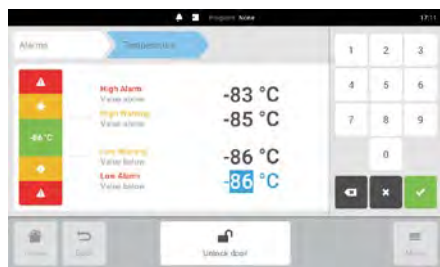 Program: None
17:11
Alarms
Temperature
High Alarm
Value above
-83 °C
High Warning
Value above
-85 °C
-86 °C
Low Warning
Value below
-86 °C
Low Alarm
Value below
-86 °C
1 2 3
4 5 6
7 8 9
0
Home
Back
Unlock door
Menu